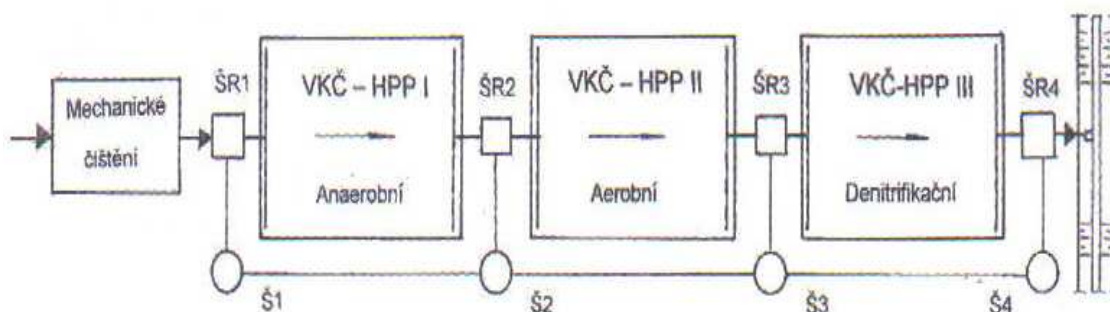 Mechanické
čištění
ŠR1
VKČ – HPP I
Anaerobní
ŠR2
VKČ – HPP II
Aerobní
ŠR3
VKČ-HPP III
Denitrifikační
ŠR4
Š1
Š2
Š3
Š4